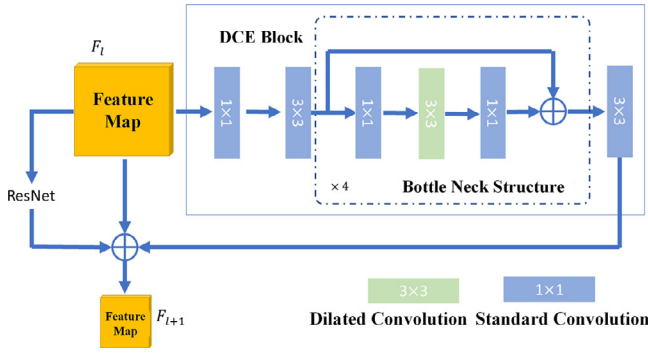 F_l
DCE Block
Feature
Map
1×1
3×3
1×1
3×3
1×1
3×3
ResNet
× 4
Bottle Neck Structure
Feature
Map
F_{l+1}
3×3
1×1
Dilated Convolution
Standard Convolution